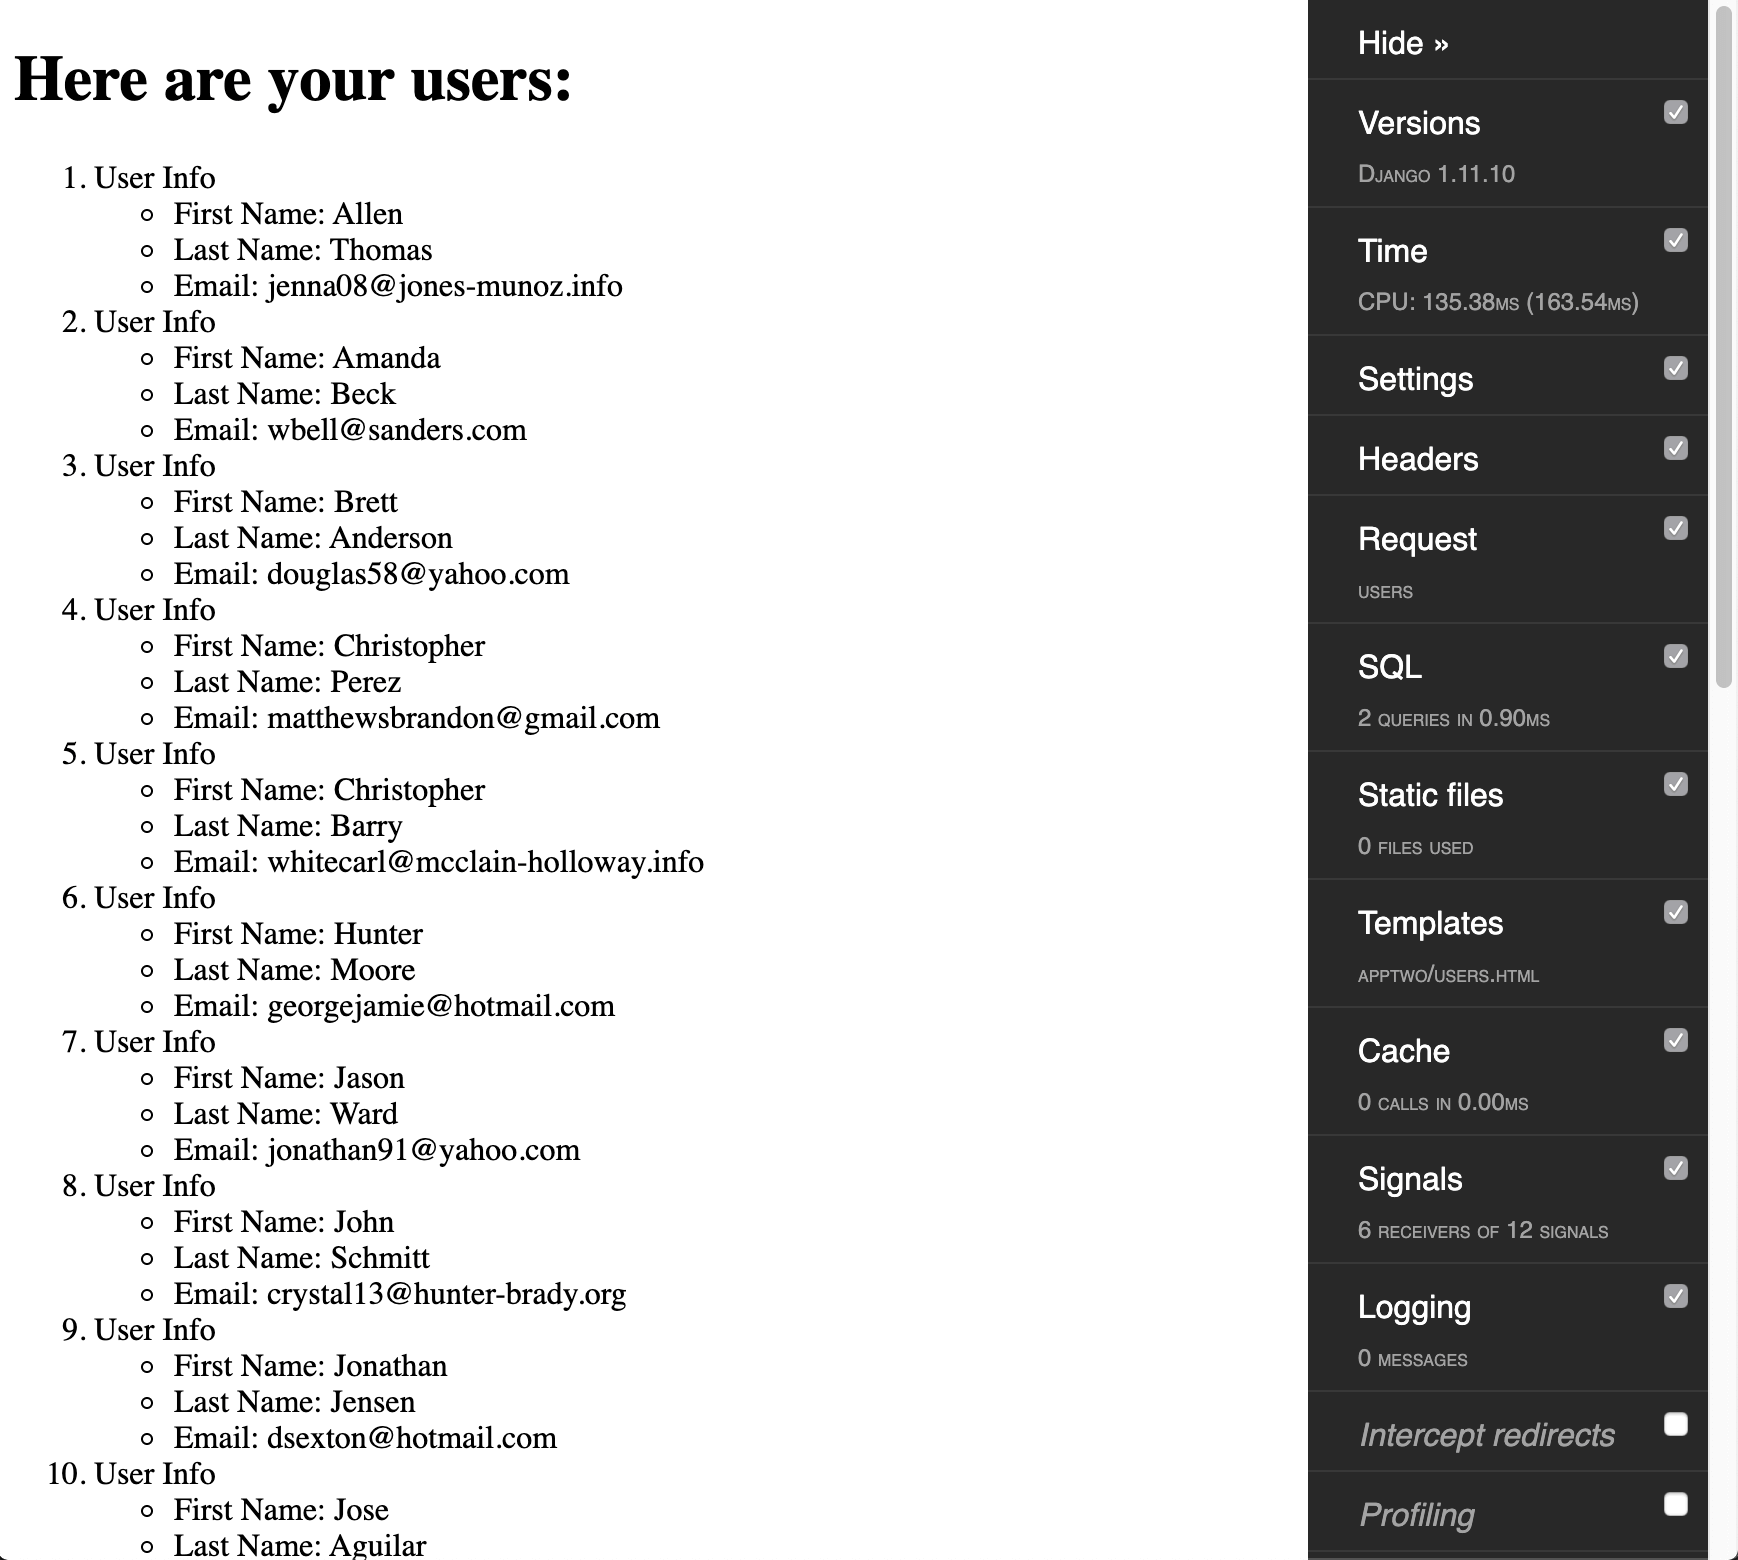 Here are your users:
1. User Info
First Name: Allen
Last Name: Thomas
Email: jenna08@jones-munoz.info
2. User Info
First Name: Amanda
Last Name: Beck
Email: wbell@sanders.com
3. User Info
First Name: Brett
Last Name: Anderson
Email: douglas58@yahoo.com
4. User Info
First Name: Christopher
Last Name: Perez
Email: matthewsbrandon@gmail.com
5. User Info
First Name: Christopher
Last Name: Barry
Email: whitecarl@mcclain-holloway.info
6. User Info
First Name: Hunter
Last Name: Moore
Email: georgejamie@hotmail.com
7. User Info
First Name: Jason
Last Name: Ward
Email: jonathan91@yahoo.com
8. User Info
First Name: John
Last Name: Schmitt
Email: crystal13@hunter-brady.org
9. User Info
First Name: Jonathan
Last Name: Jensen
Email: dsexton@hotmail.com
10. User Info
First Name: Jose
Last Name: Aguilar
Hide »
Versions
Django 1.11.10
Time
CPU: 135.38ms (163.54ms)
Settings
Headers
Request
users
SQL
2 queries in 0.90ms
Static files
0 files used
Templates
apptwo/users.html
Cache
0 calls in 0.00ms
Signals
6 receivers of 12 signals
Logging
0 messages
Intercept redirects
Profiling